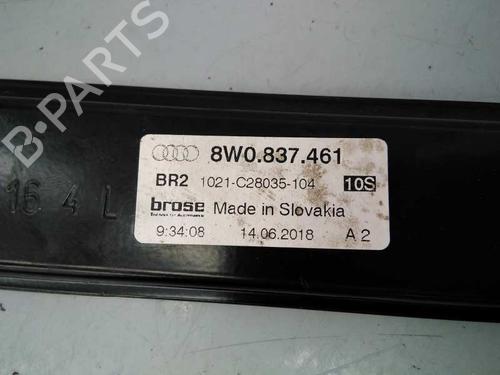 8W0.837.461
BR2 1021-C28035-104 10S
brose Made in Slovakia
9:34:08 14.06.2018 A 2
16 4 L
B-PARTS